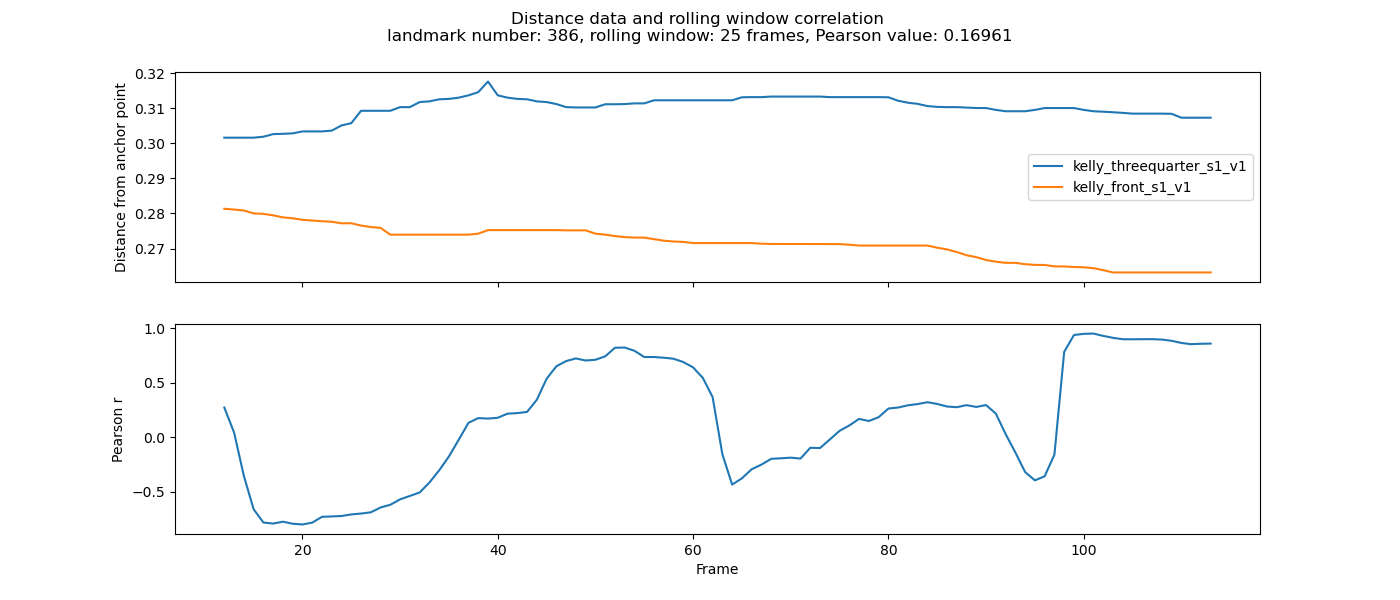 Distance data and rolling window correlation
landmark number: 386, rolling window: 25 frames, Pearson value: 0.16961
0.32
0.31
0.30
0.29
0.28
0.27
Distance from anchor point
kelly_threequarter_s1_v1
kelly_front_s1_v1
1.0
0.5
0.0
−0.5
Pearson r
20
40
60
80
100
Frame